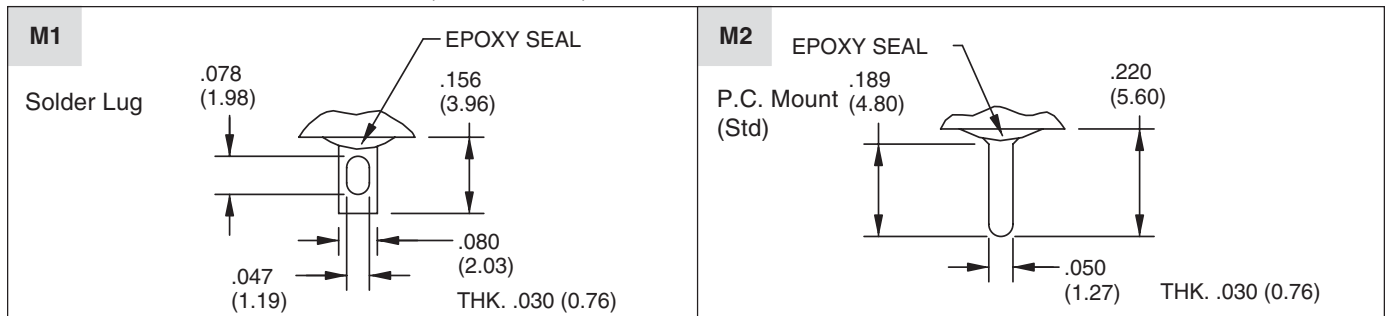 M1
EPOXY SEAL
.078
(1.98)
.156
(3.96)
Solder Lug
.080
(2.03)
.047
(1.19)
THK. .030 (0.76)
M2
EPOXY SEAL
.189
(4.80)
.220
(5.60)
P.C. Mount
(Std)
.050
(1.27)
THK. .030 (0.76)